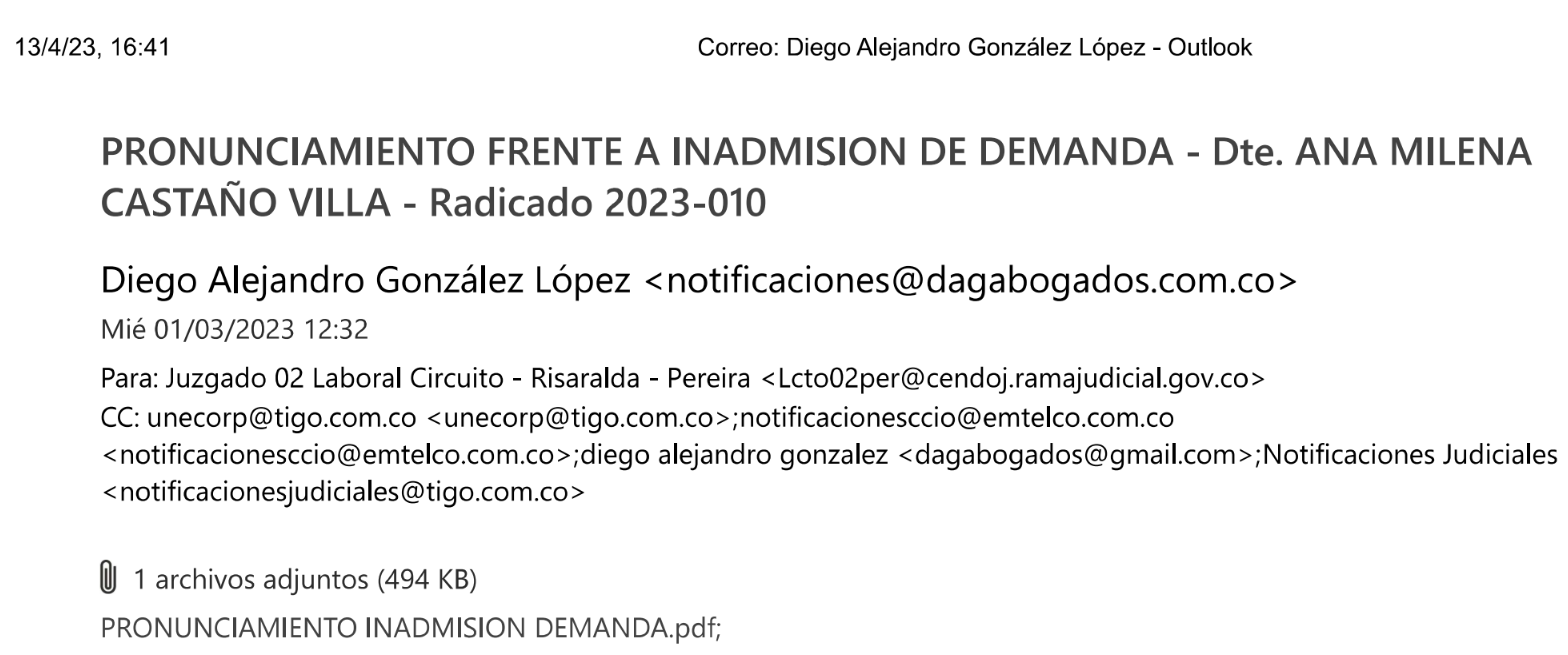 13/4/23, 16:41 Correo: Diego Alejandro González López - Outlook
PRONUNCIAMIENTO FRENTE A INADMISION DE DEMANDA - Dte. ANA MILENA
CASTAÑO VILLA - Radicado 2023-010
Diego Alejandro González López <notificaciones@dagabogados.com.co>
Mié 01/03/2023 12:32
Para: Juzgado 02 Laboral Circuito - Risaralda - Pereira <Lcto02per@cendoj.ramajudicial.gov.co>
CC: unecorp@tigo.com.co <unecorp@tigo.com.co>;notificacionesccio@emtelco.com.co
<notificacionesccio@emtelco.com.co>;diego alejandro gonzalez <dagabogados@gmail.com>;Notificaciones Judiciales
<notificacionesjudiciales@tigo.com.co>
1 archivos adjuntos (494 KB)
PRONUNCIAMIENTO INADMISION DEMANDA.pdf;